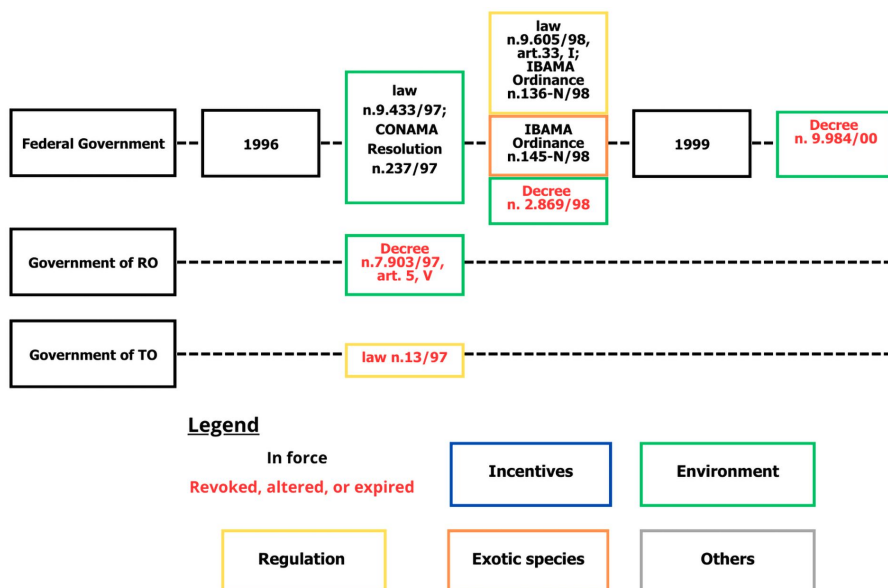 law
n.9.605/98,
art.33, I;
IBAMA
Ordinance
n.136-N/98
Federal Government
1996
law
n.9.433/97;
CONAMA
Resolution
n.237/97
IBAMA
Ordinance
n.145-N/98
Decree
n. 2.869/98
1999
Decree
n. 9.984/00
Government of RO
Decree
n.7.903/97,
art. 5, V
Government of TO
law n.13/97
Legend
In force
Revoked, altered, or expired
Incentives
Environment
Regulation
Exotic species
Others